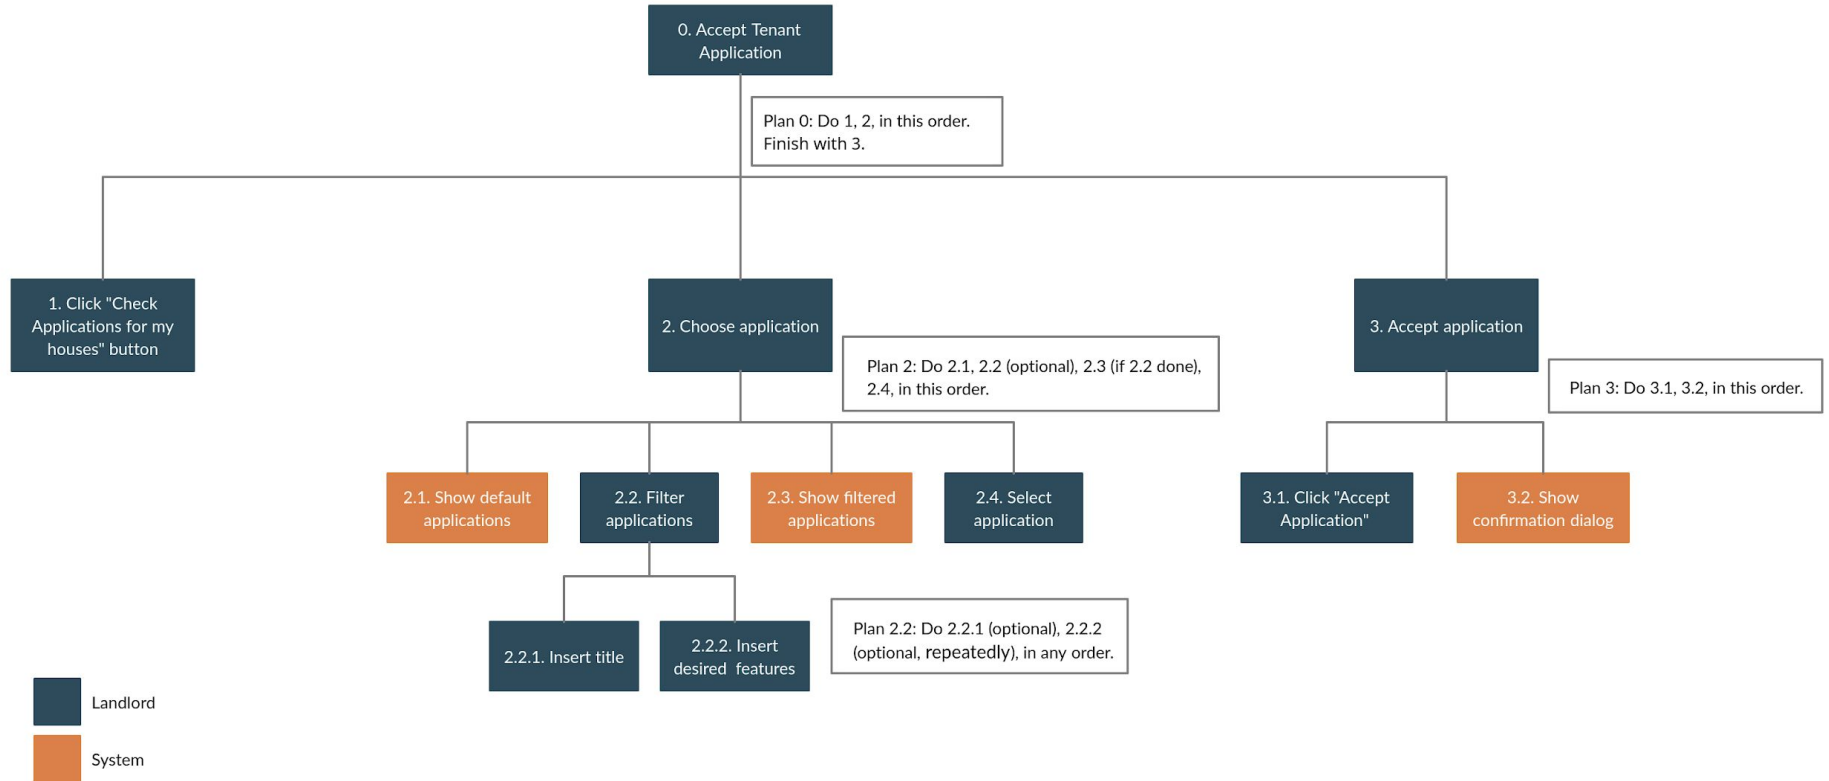 0. Accept Tenant
Application
Plan 0: Do 1, 2, in this order.
Finish with 3.
1. Click "Check
Applications for my
houses" button
2. Choose application
3. Accept application
Plan 2: Do 2.1, 2.2 (optional), 2.3 (if 2.2 done),
2.4, in this order.
Plan 3: Do 3.1, 3.2, in this order.
2.1. Show default
applications
2.2. Filter
applications
2.3. Show filtered
applications
2.4. Select
application
3.1. Click "Accept
Application"
3.2. Show
confirmation dialog
2.2.1. Insert title
2.2.2. Insert
desired features
Plan 2.2: Do 2.2.1 (optional), 2.2.2
(optional, repeatedly), in any order.
Landlord
System